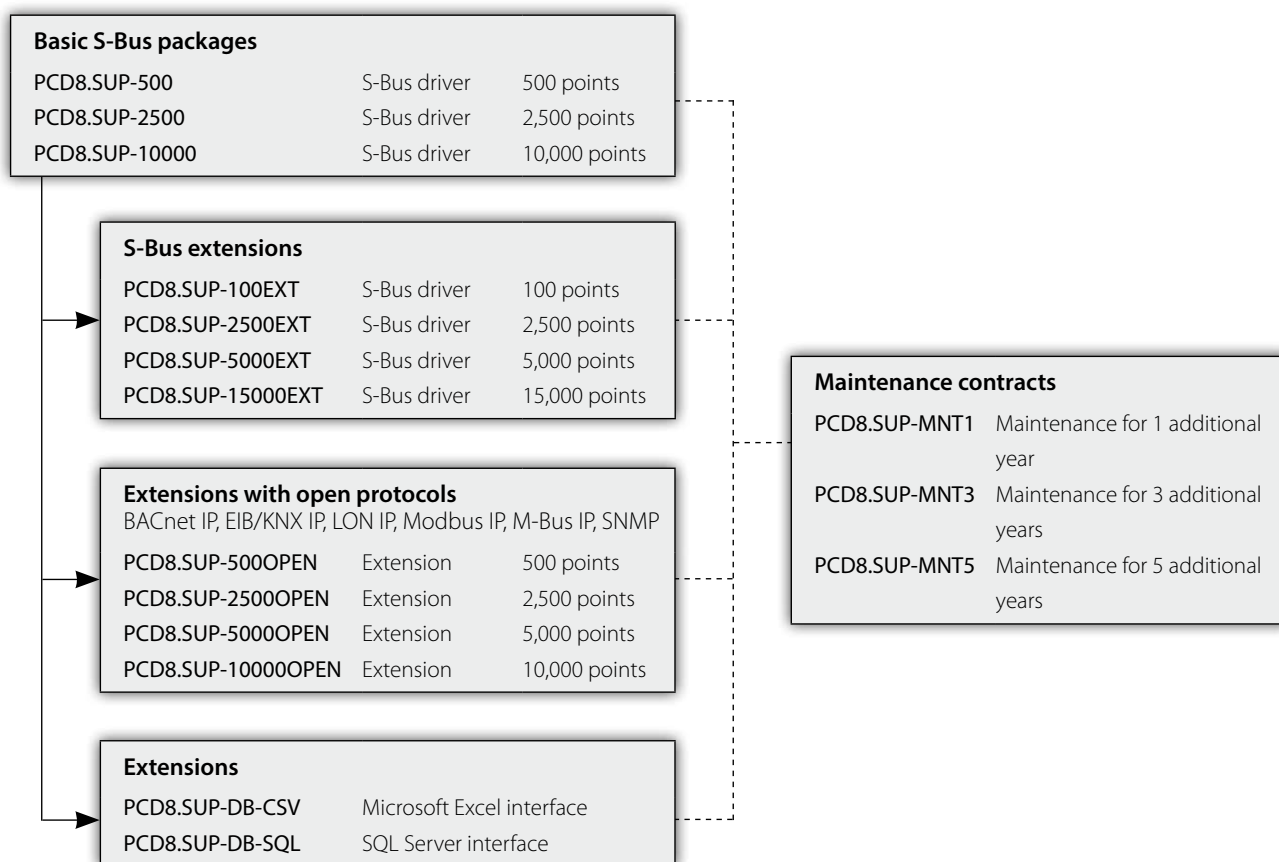 Basic S-Bus packages
PCD8.SUP-500 S-Bus driver 500 points
PCD8.SUP-2500 S-Bus driver 2,500 points
PCD8.SUP-10000 S-Bus driver 10,000 points
S-Bus extensions
PCD8.SUP-100EXT S-Bus driver 100 points
PCD8.SUP-2500EXT S-Bus driver 2,500 points
PCD8.SUP-5000EXT S-Bus driver 5,000 points
PCD8.SUP-15000EXT S-Bus driver 15,000 points
Extensions with open protocols
BACnet IP, EIB/KNX IP, LON IP, Modbus IP, M-Bus IP, SNMP
PCD8.SUP-500OPEN Extension 500 points
PCD8.SUP-2500OPEN Extension 2,500 points
PCD8.SUP-5000OPEN Extension 5,000 points
PCD8.SUP-10000OPEN Extension 10,000 points
Extensions
PCD8.SUP-DB-CSV Microsoft Excel interface
PCD8.SUP-DB-SQL SQL Server interface
Maintenance contracts
PCD8.SUP-MNT1 Maintenance for 1 additional
year
PCD8.SUP-MNT3 Maintenance for 3 additional
years
PCD8.SUP-MNT5 Maintenance for 5 additional
years